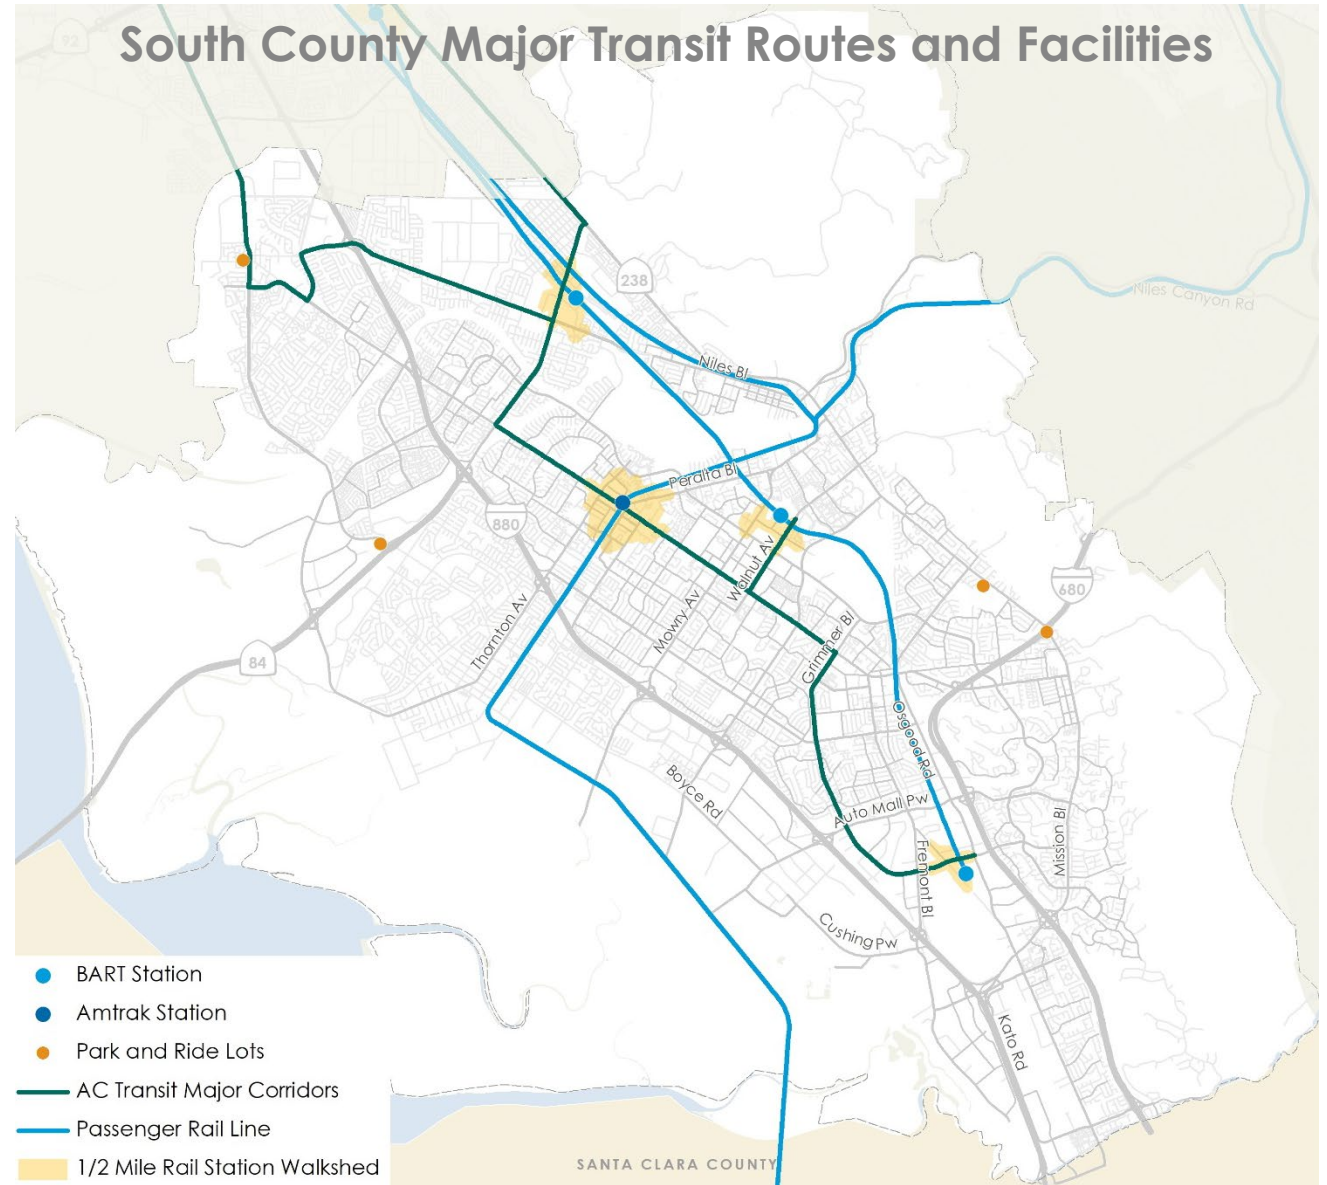 92
South County Major Transit Routes and Facilities
238
Niles Canyon Rd
Niles Bl
Peralta Bl
880
680
Walnut Av
Mowry Av
Thornton Av
Grimmer Bl
84
Osgood Rd
Boyce Rd
Auto Mall Pw
Mission Bl
Fremont Bl
Cushing Pw
Kato Rd
BART Station
Amtrak Station
Park and Ride Lots
AC Transit Major Corridors
Passenger Rail Line
1/2 Mile Rail Station Walkshed
SANTA CLARA COUNTY